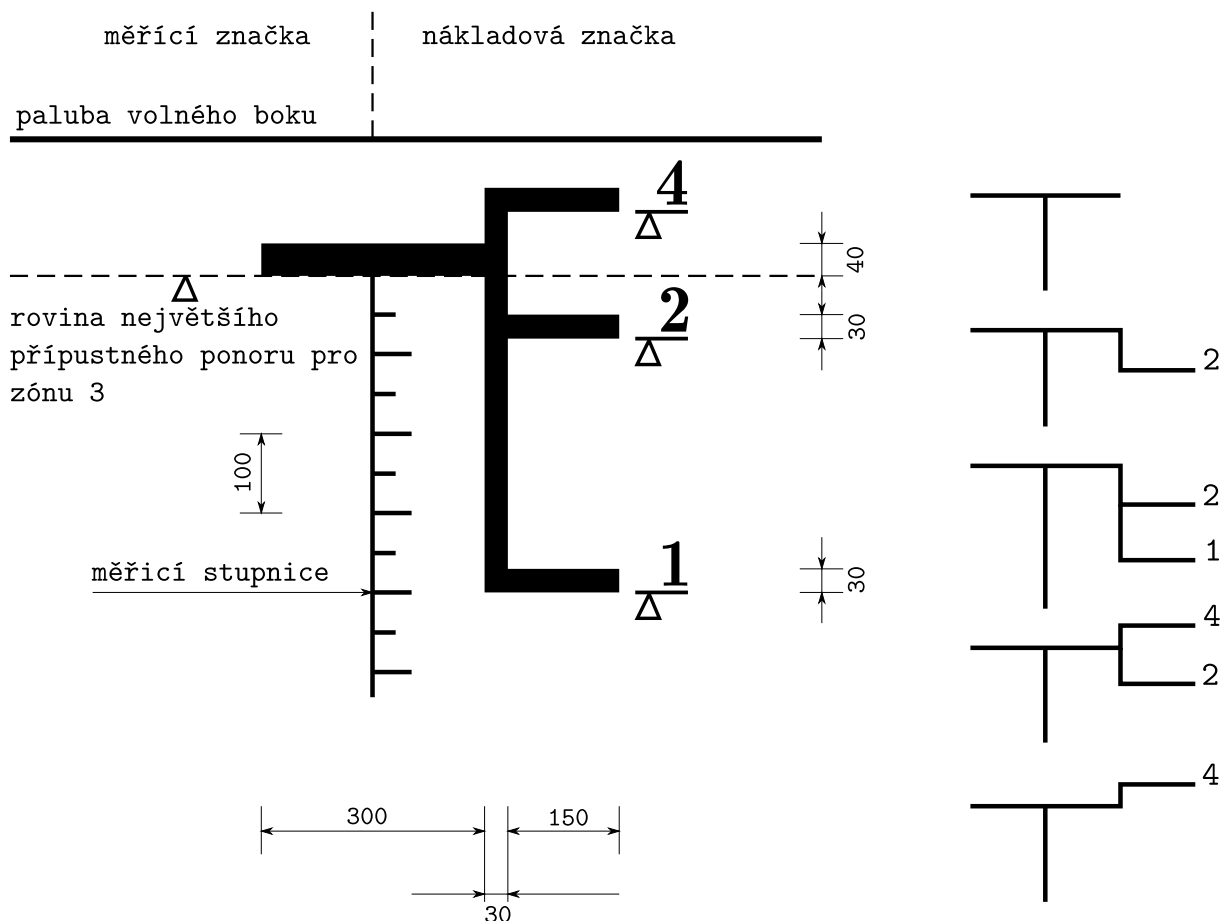 měřící značka
nákladová značka
paluba volného boku
4
40
rovina největšího
přípustného ponoru pro
zónu 3
2
30
100
měřicí stupnice
1
30
300
150
30
2
2
1
4
2
4